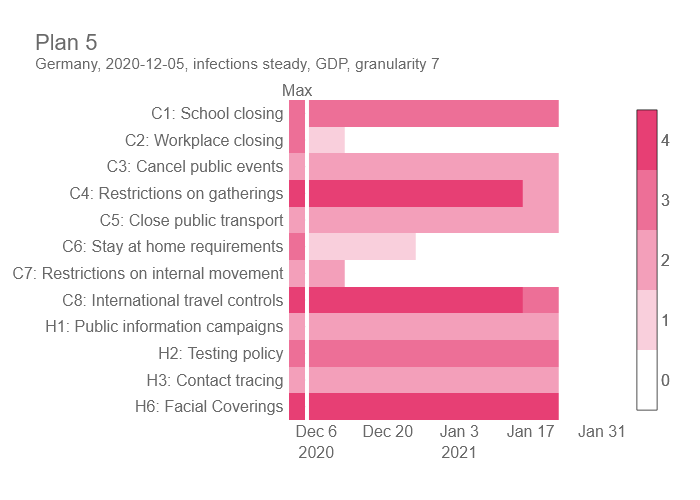 Plan 5
Germany, 2020-12-05, infections steady, GDP, granularity 7
Max
C1: School closing
C2: Workplace closing
C3: Cancel public events
C4: Restrictions on gatherings
C5: Close public transport
C6: Stay at home requirements
C7: Restrictions on internal movement
C8: International travel controls
H1: Public information campaigns
H2: Testing policy
H3: Contact tracing
H6: Facial Coverings
Dec 6 Dec 20 Jan 3 Jan 17 Jan 31
2020 2021
4
3
2
1
0